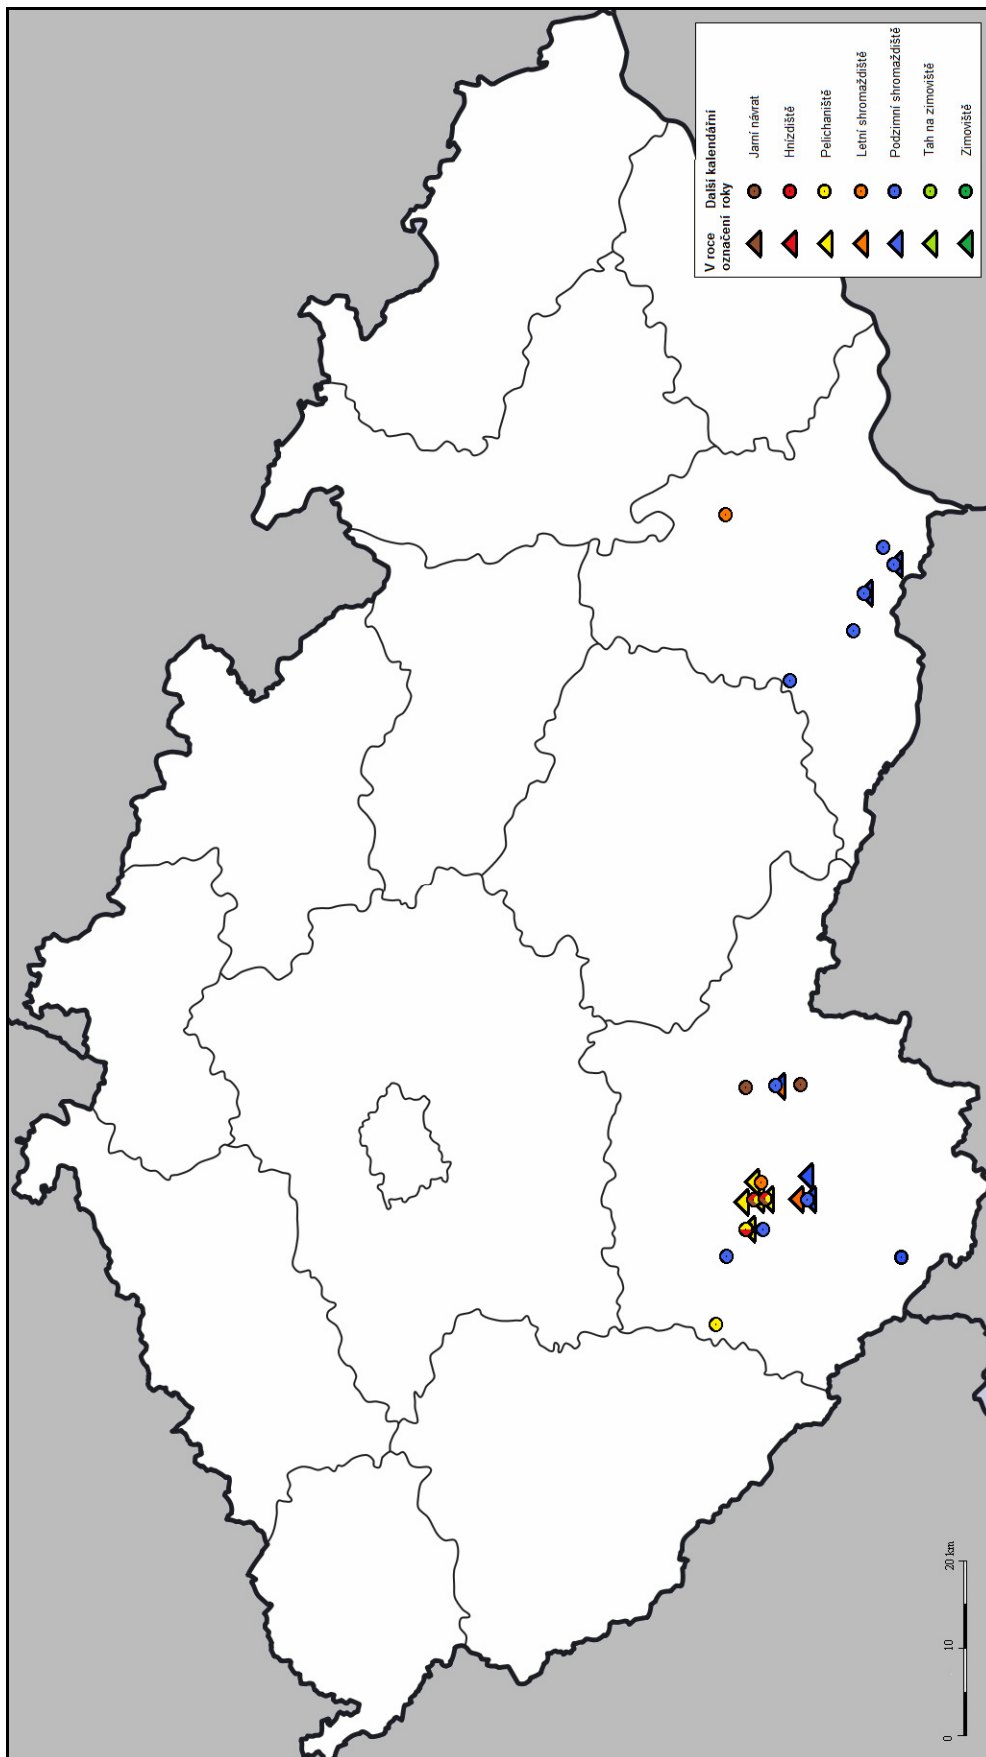 V roce označení
Další kalendářní roky
Jarní návrat
Hnízdiště
Pelichaniště
Letní shromaždiště
Podzimní shromaždiště
Tah na zimoviště
Zimoviště
0 10 20 km